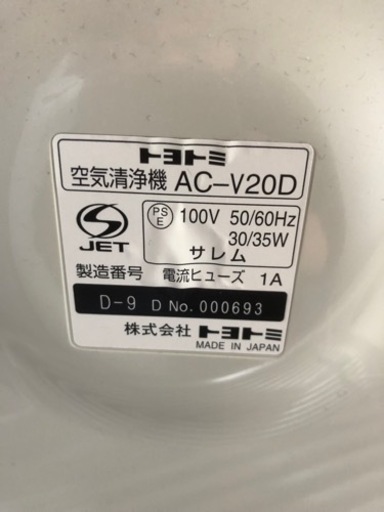 トヨトミ
空気清浄機 AC-V20D
S JET
PS E 100V 50/60Hz
30/35W
サレム
製造番号 電流ヒューズ 1A
D-9 D No. 000693
株式会社 トヨトミ
MADE IN JAPAN